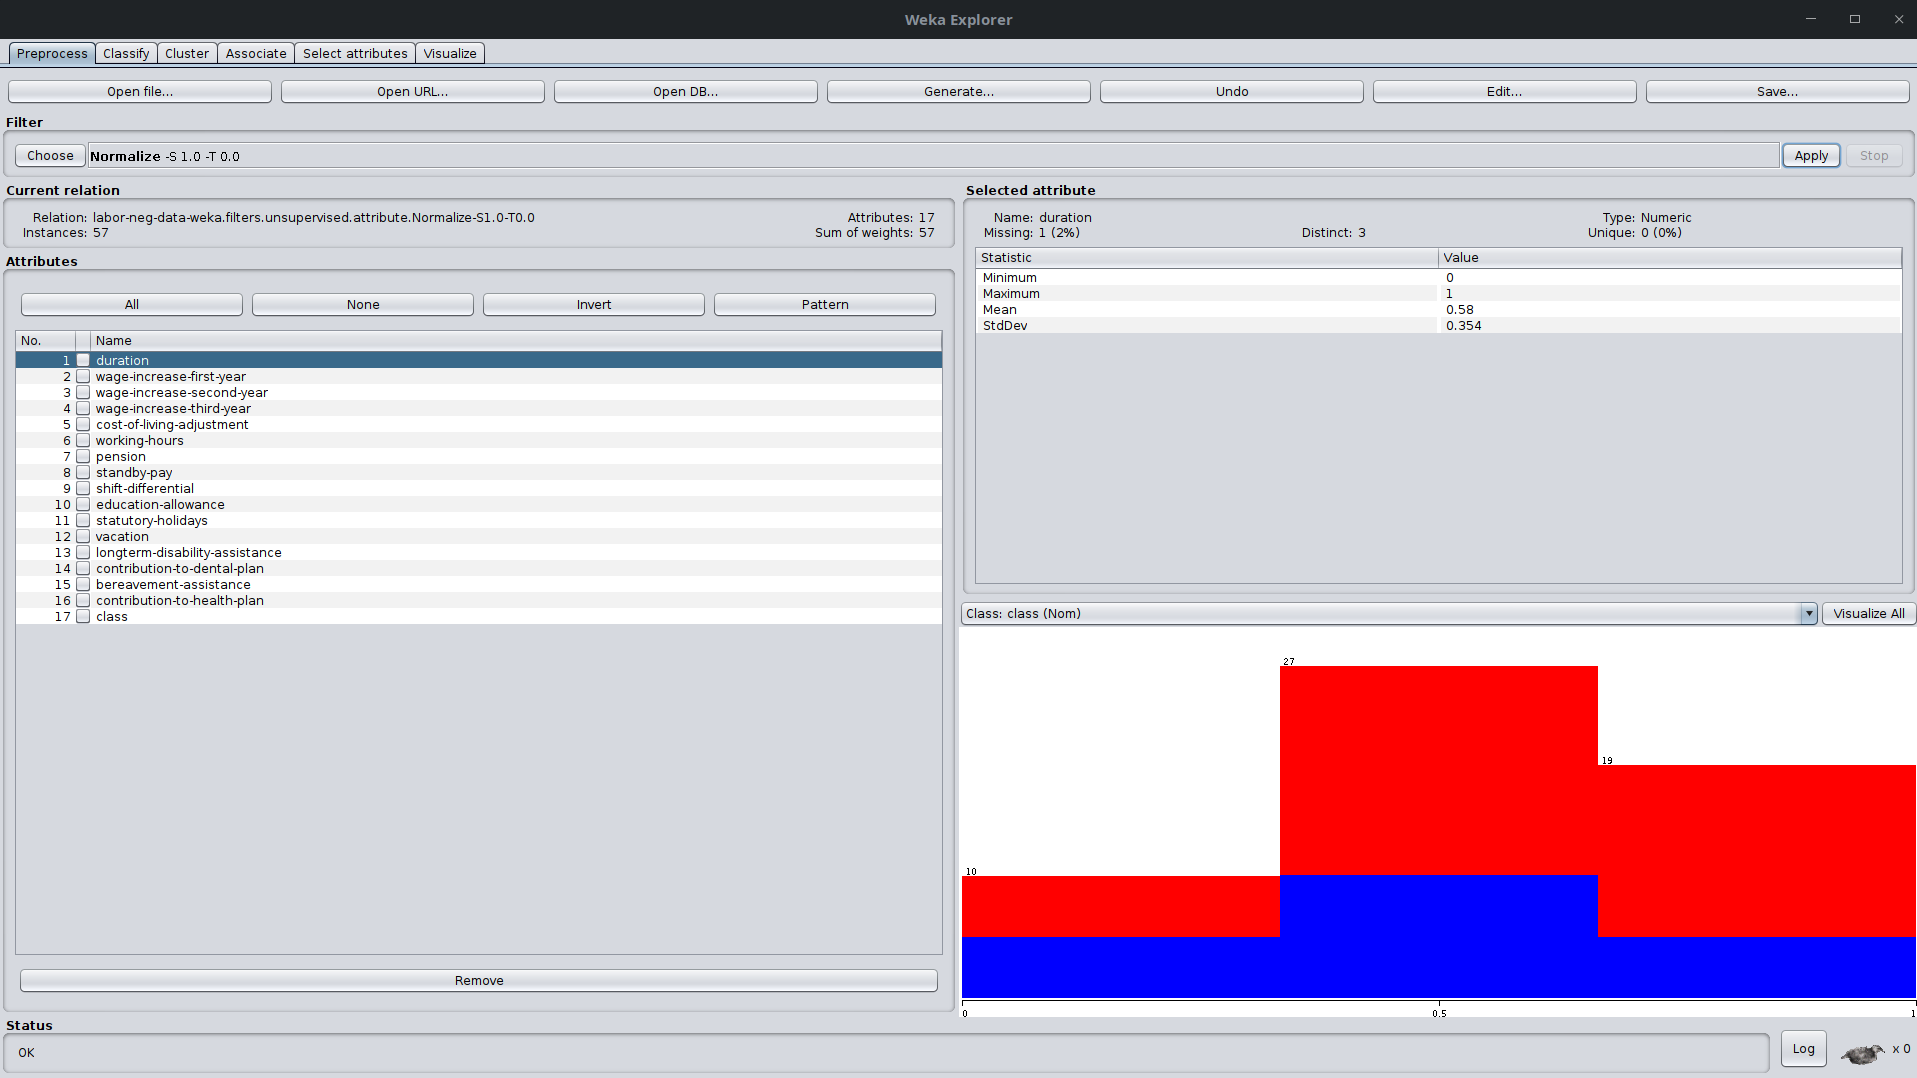 Weka Explorer
Preprocess Classify Cluster Associate Select attributes Visualize
Open file... Open URL... Open DB... Generate... Undo Edit... Save...
Filter
Choose Normalize -S 1.0 -T 0.0 Apply Stop
Current relation
Relation: labor-neg-data-weka.filters.unsupervised.attribute.Normalize-S1.0-T0.0 Attributes: 17
Instances: 57 Sum of weights: 57
Attributes
All None Invert Pattern
No. Name
1 duration
2 wage-increase-first-year
3 wage-increase-second-year
4 wage-increase-third-year
5 cost-of-living-adjustment
6 working-hours
7 pension
8 standby-pay
9 shift-differential
10 education-allowance
11 statutory-holidays
12 vacation
13 longterm-disability-assistance
14 contribution-to-dental-plan
15 bereavement-assistance
16 contribution-to-health-plan
17 class
Remove
Selected attribute
Name: duration Type: Numeric
Missing: 1 (2%) Distinct: 3 Unique: 0 (0%)
Statistic Value
Minimum 0
Maximum 1
Mean 0.58
StdDev 0.354
Class: class (Nom) Visualize All
27
19
10
0 0.5 1
Status
OK Log x 0